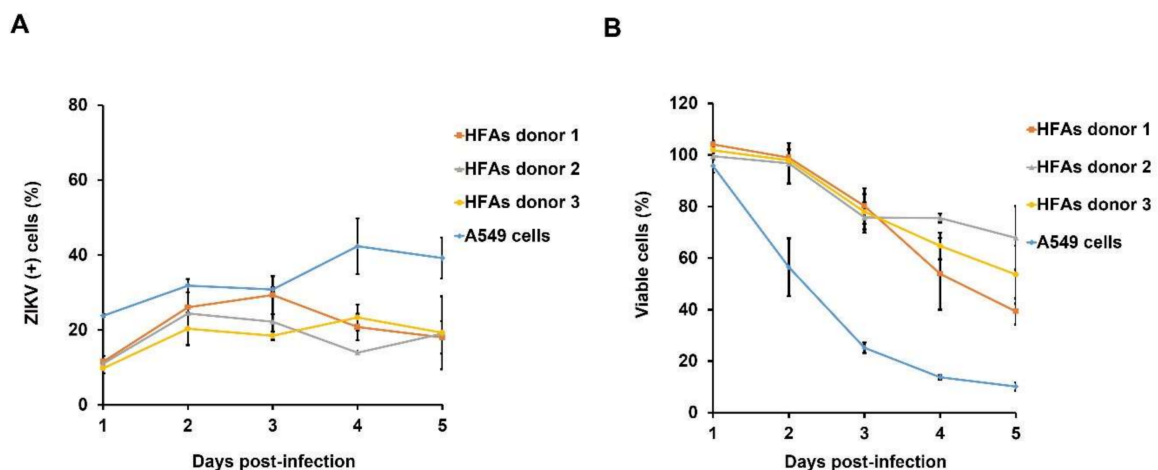 A
ZIKV (+) cells (%)
80
60
40
20
0
1 2 3 4 5
Days post-infection
HFAs donor 1
HFAs donor 2
HFAs donor 3
A549 cells
B
Viable cells (%)
120
100
80
60
40
20
0
1 2 3 4 5
Days post-infection
HFAs donor 1
HFAs donor 2
HFAs donor 3
A549 cells